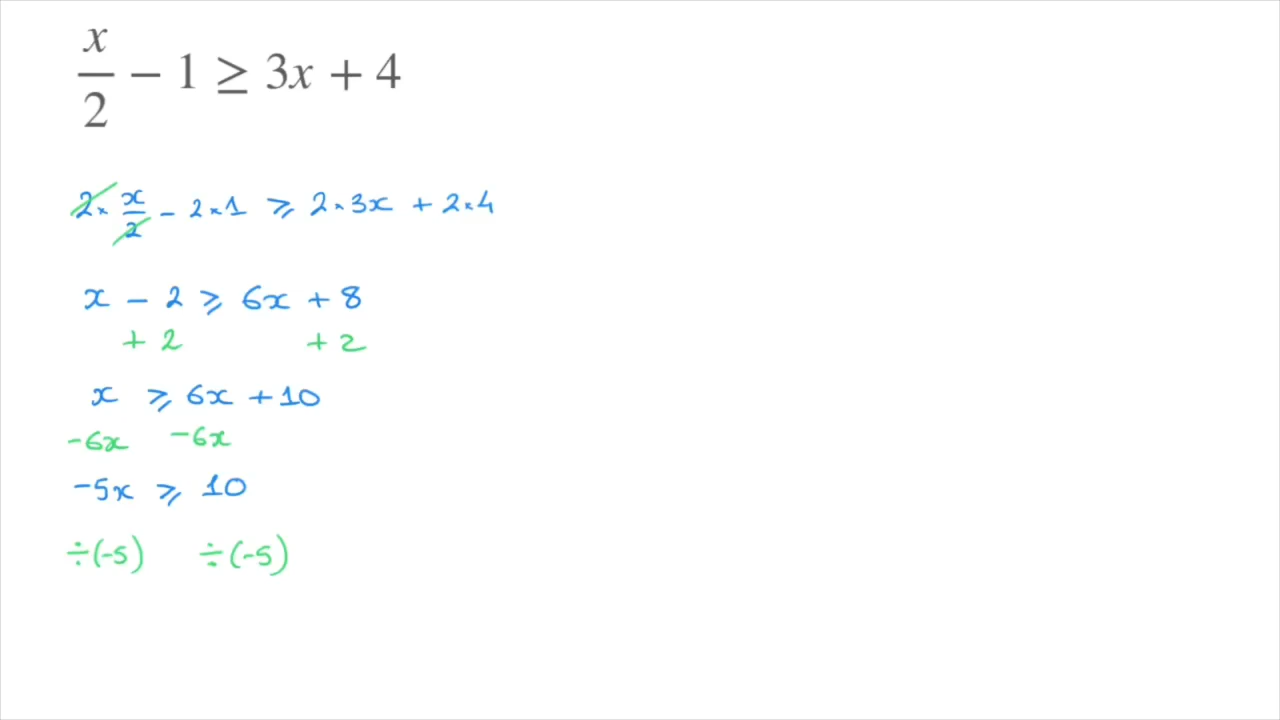 x/2 − 1 ≥ 3x + 4
2 × x/2 − 2 × 1 ⩾ 2 × 3x + 2 × 4
x − 2 ⩾ 6x + 8
+ 2 + 2
x ⩾ 6x + 10
−6x −6x
−5x ⩾ 10
÷(−5) ÷(−5)